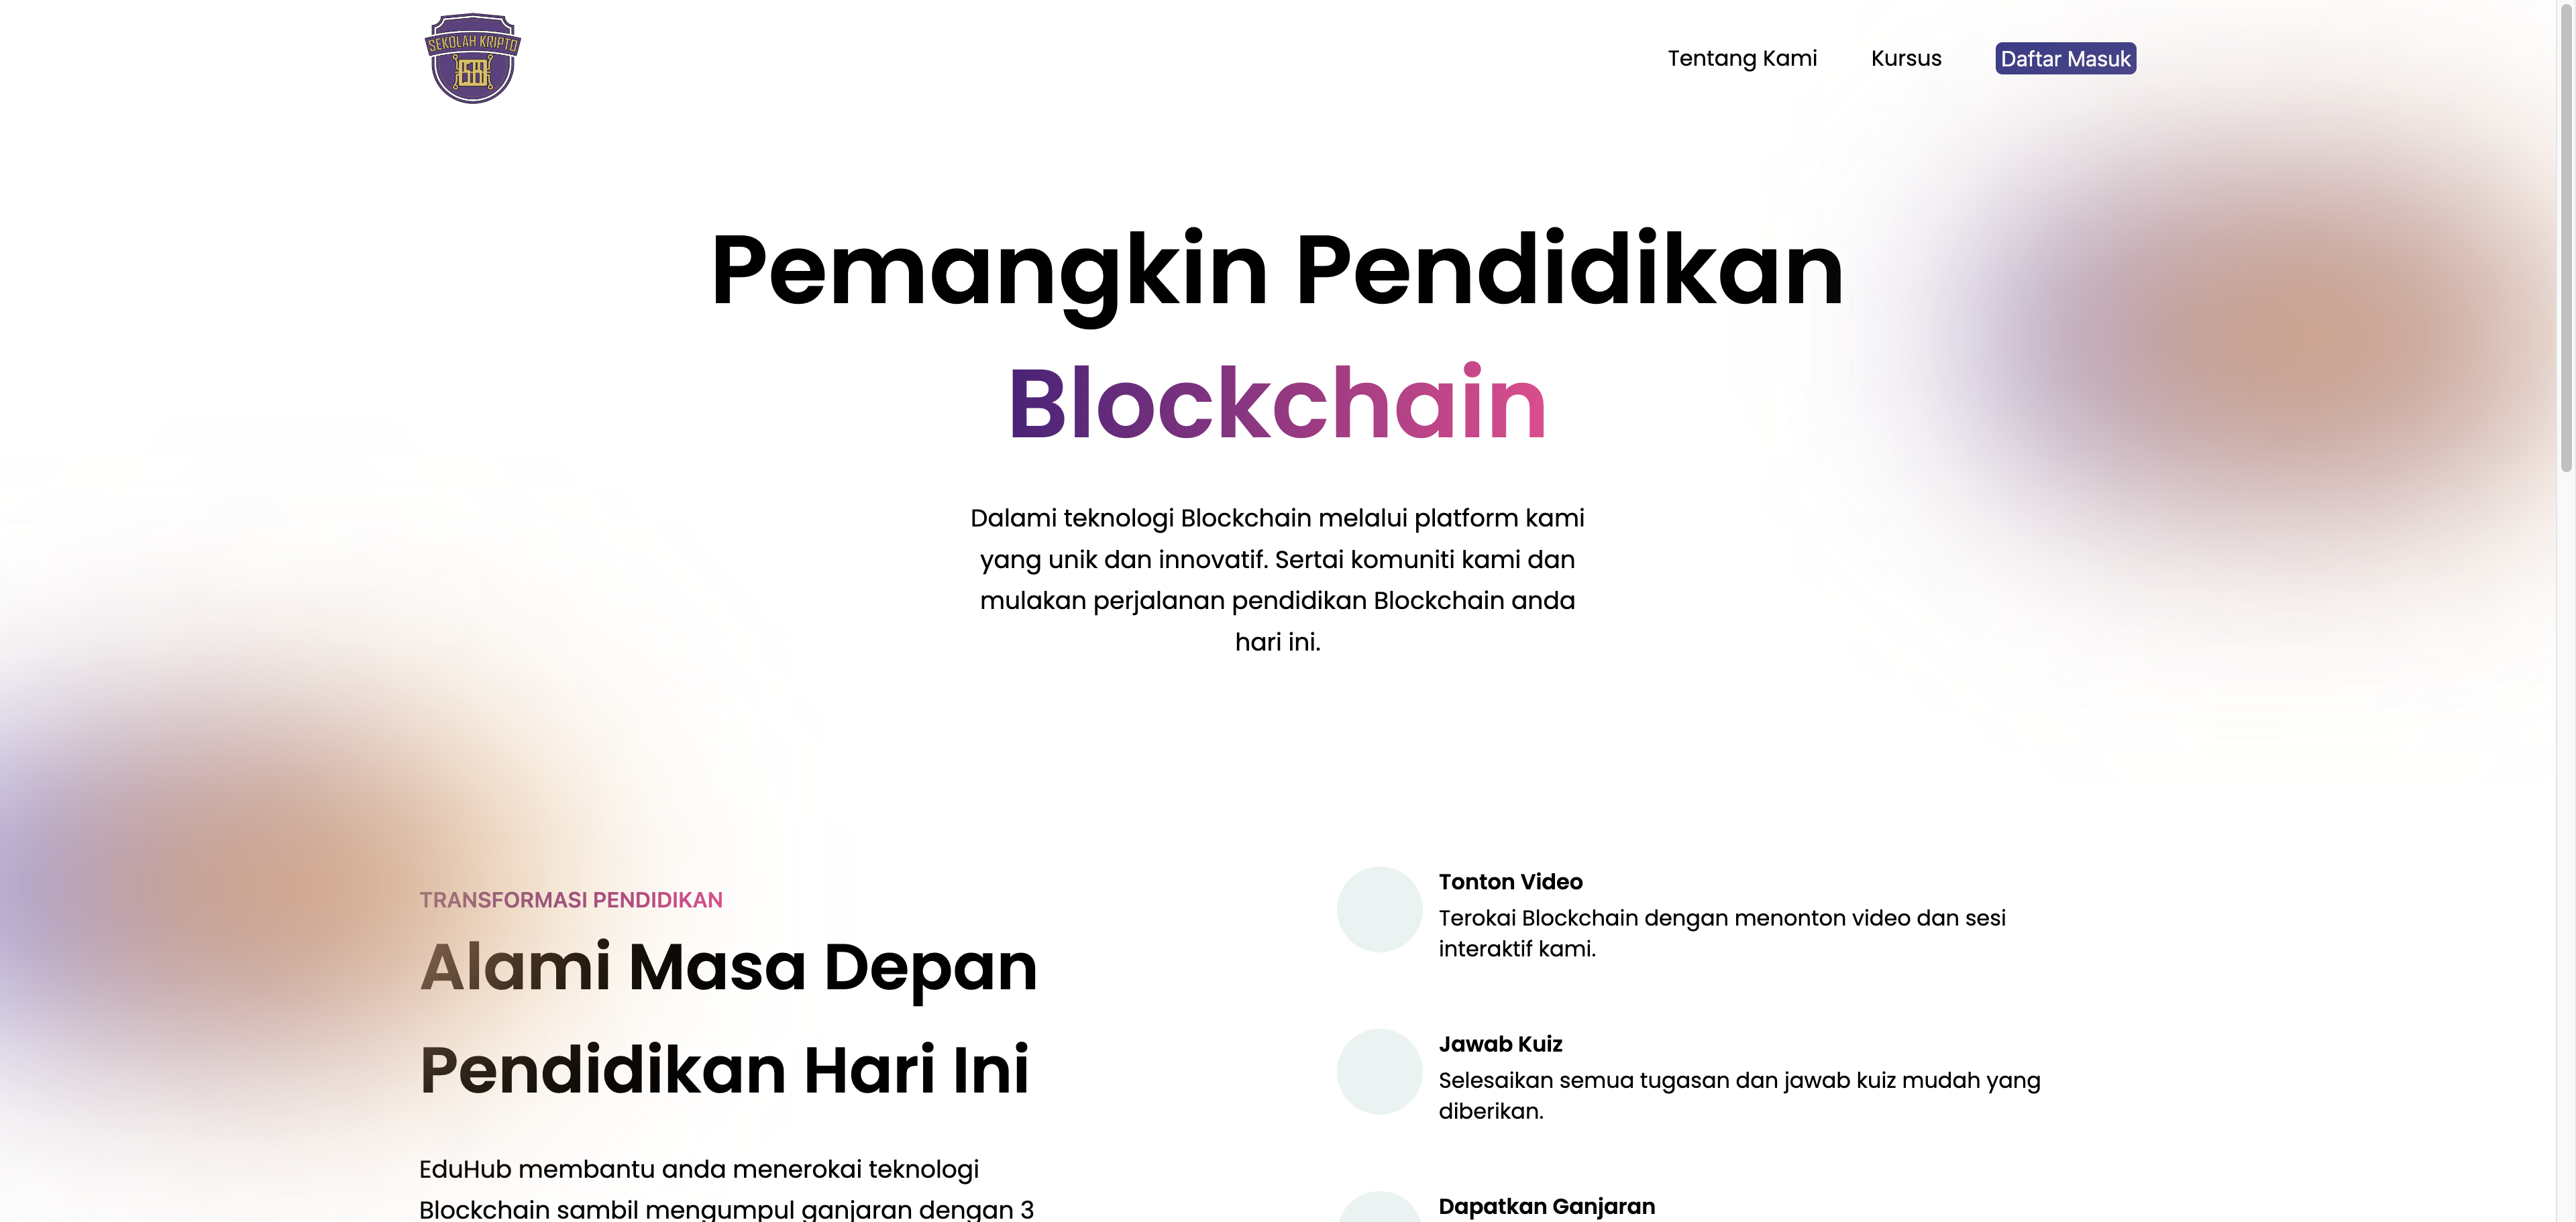 SEKOLAH KRIPTO
Tentang Kami
Kursus
Daftar Masuk
Pemangkin Pendidikan
Blockchain
Dalami teknologi Blockchain melalui platform kami
yang unik dan innovatif. Sertai komuniti kami dan
mulakan perjalanan pendidikan Blockchain anda
hari ini.
TRANSFORMASI PENDIDIKAN
Alami Masa Depan
Pendidikan Hari Ini
EduHub membantu anda menerokai teknologi
Blockchain sambil mengumpul ganjaran dengan 3
Tonton Video
Terokai Blockchain dengan menonton video dan sesi
interaktif kami.
Jawab Kuiz
Selesaikan semua tugasan dan jawab kuiz mudah yang
diberikan.
Dapatkan Ganjaran